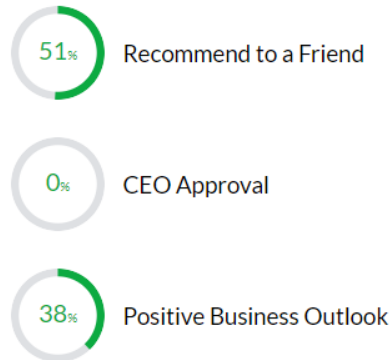 51% Recommend to a Friend
0% CEO Approval
38% Positive Business Outlook